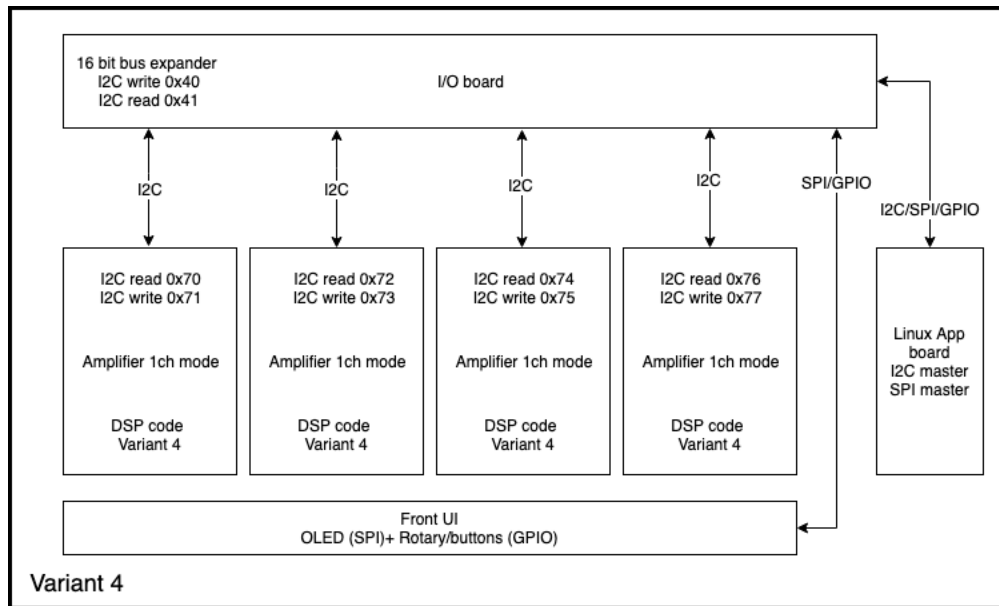 16 bit bus expander
I2C write 0x40
I2C read 0x41
I/O board
I2C
I2C
I2C
I2C
SPI/GPIO
I2C/SPI/GPIO
I2C read 0x70
I2C write 0x71
Amplifier 1ch mode
DSP code
Variant 4
I2C read 0x72
I2C write 0x73
Amplifier 1ch mode
DSP code
Variant 4
I2C read 0x74
I2C write 0x75
Amplifier 1ch mode
DSP code
Variant 4
I2C read 0x76
I2C write 0x77
Amplifier 1ch mode
DSP code
Variant 4
Linux App
board
I2C master
SPI master
Front UI
OLED (SPI)+ Rotary/buttons (GPIO)
Variant 4